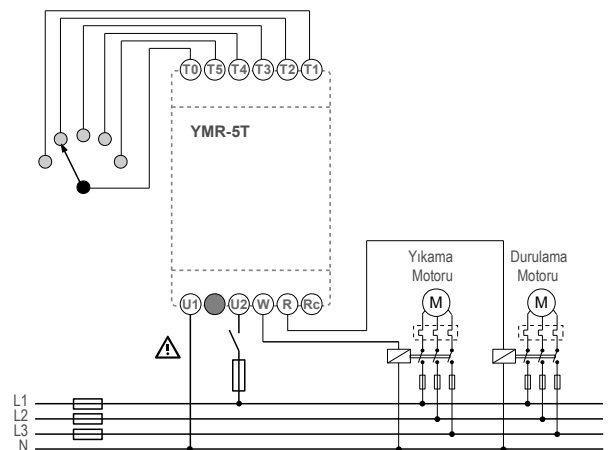 T0 T5 T4 T3 T2 T1
YMR-5T
Yıkama
Motoru
Durulama
Motoru
M
M
U1 U2 W R Rc
L1
L2
L3
N